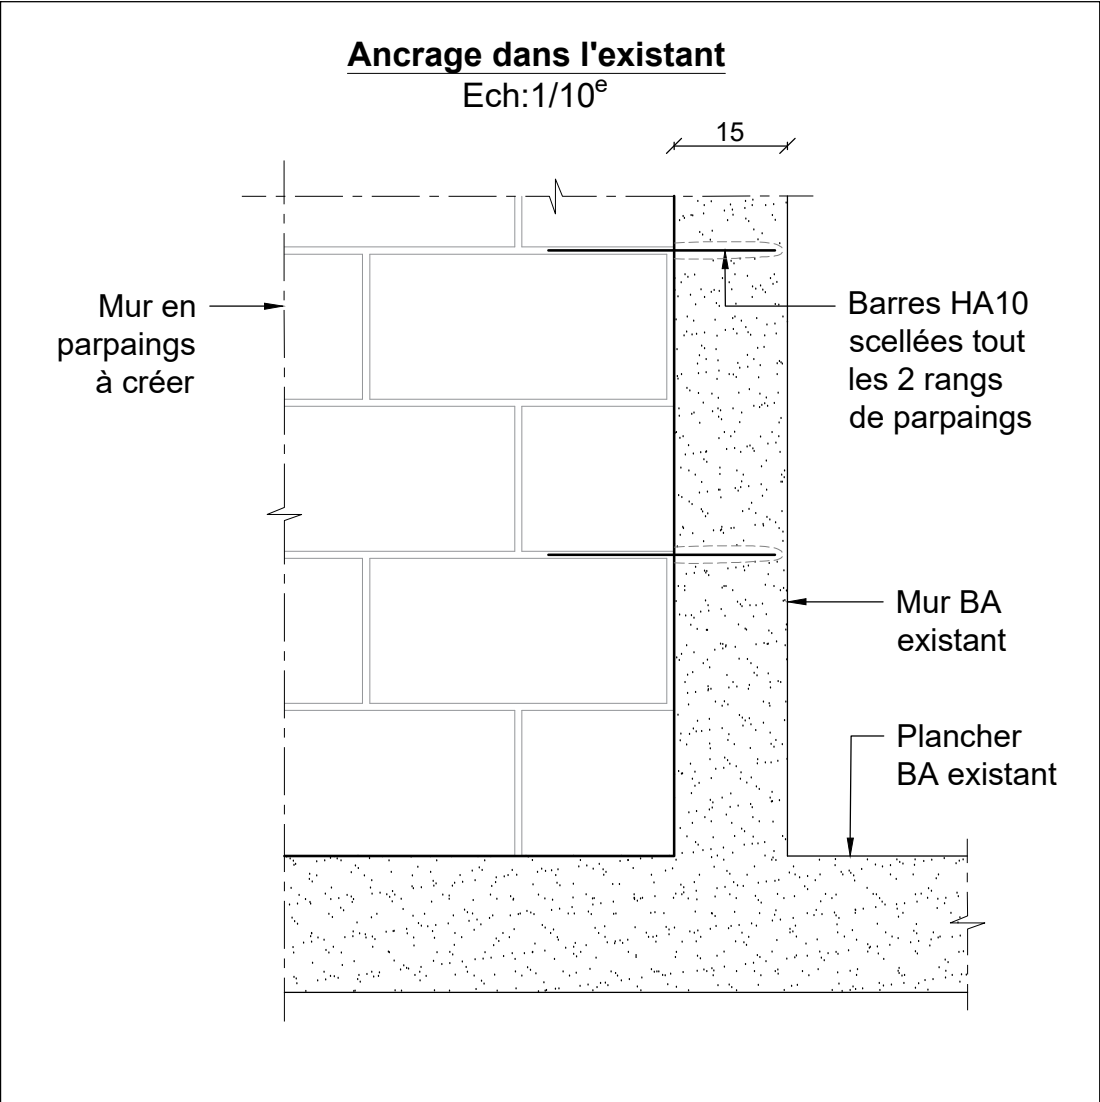 Ancrage dans l'existant
Ech:1/10e
15
Mur en
parpaings
à créer
Barres HA10
scellées tout
les 2 rangs
de parpaings
Mur BA
existant
Plancher
BA existant